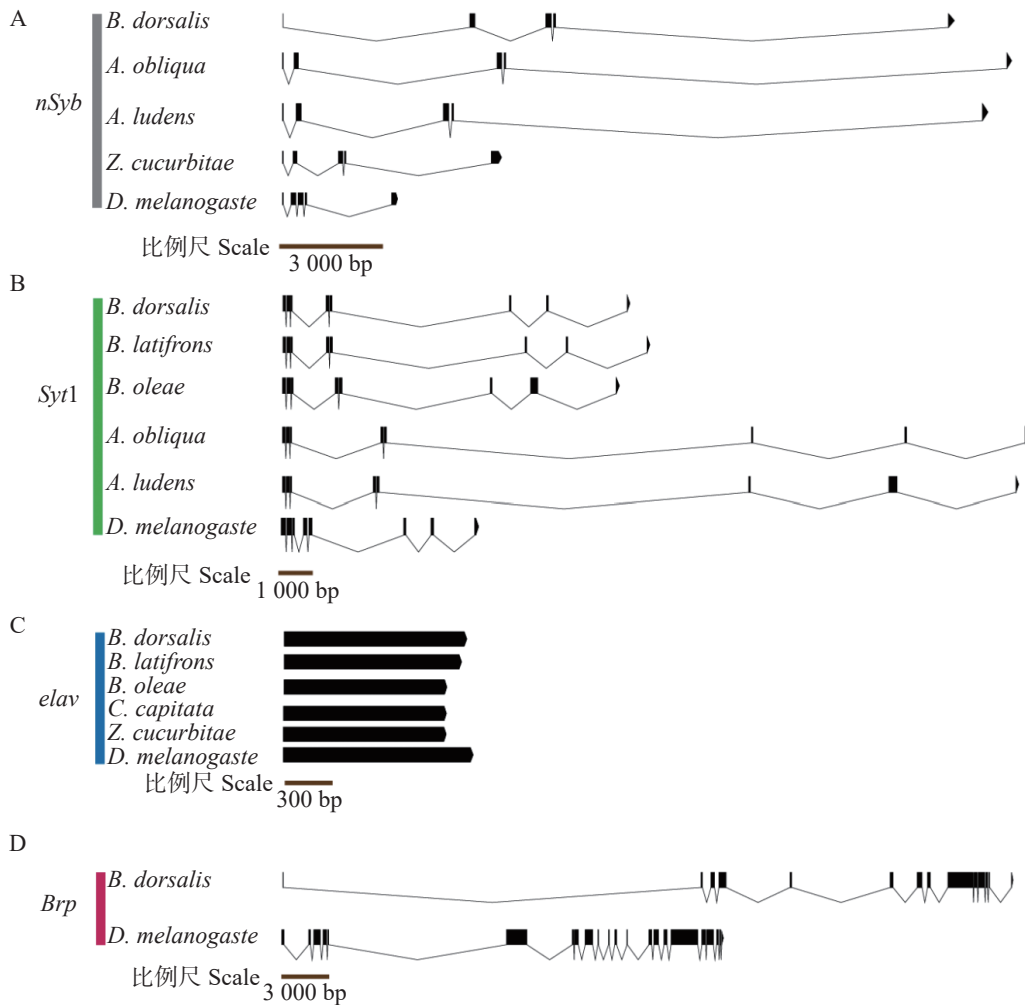 A
B. dorsalis
A. obliqua
nSyb
A. ludens
Z. cucurbitae
D. melanogaste
比例尺 Scale
3 000 bp
B
B. dorsalis
B. latifrons
B. oleae
Syt1
A. obliqua
A. ludens
D. melanogaste
比例尺 Scale
1 000 bp
C
B. dorsalis
B. latifrons
B. oleae
elav
C. capitata
Z. cucurbitae
D. melanogaste
比例尺 Scale
300 bp
D
B. dorsalis
Brp
D. melanogaste
比例尺 Scale
3 000 bp